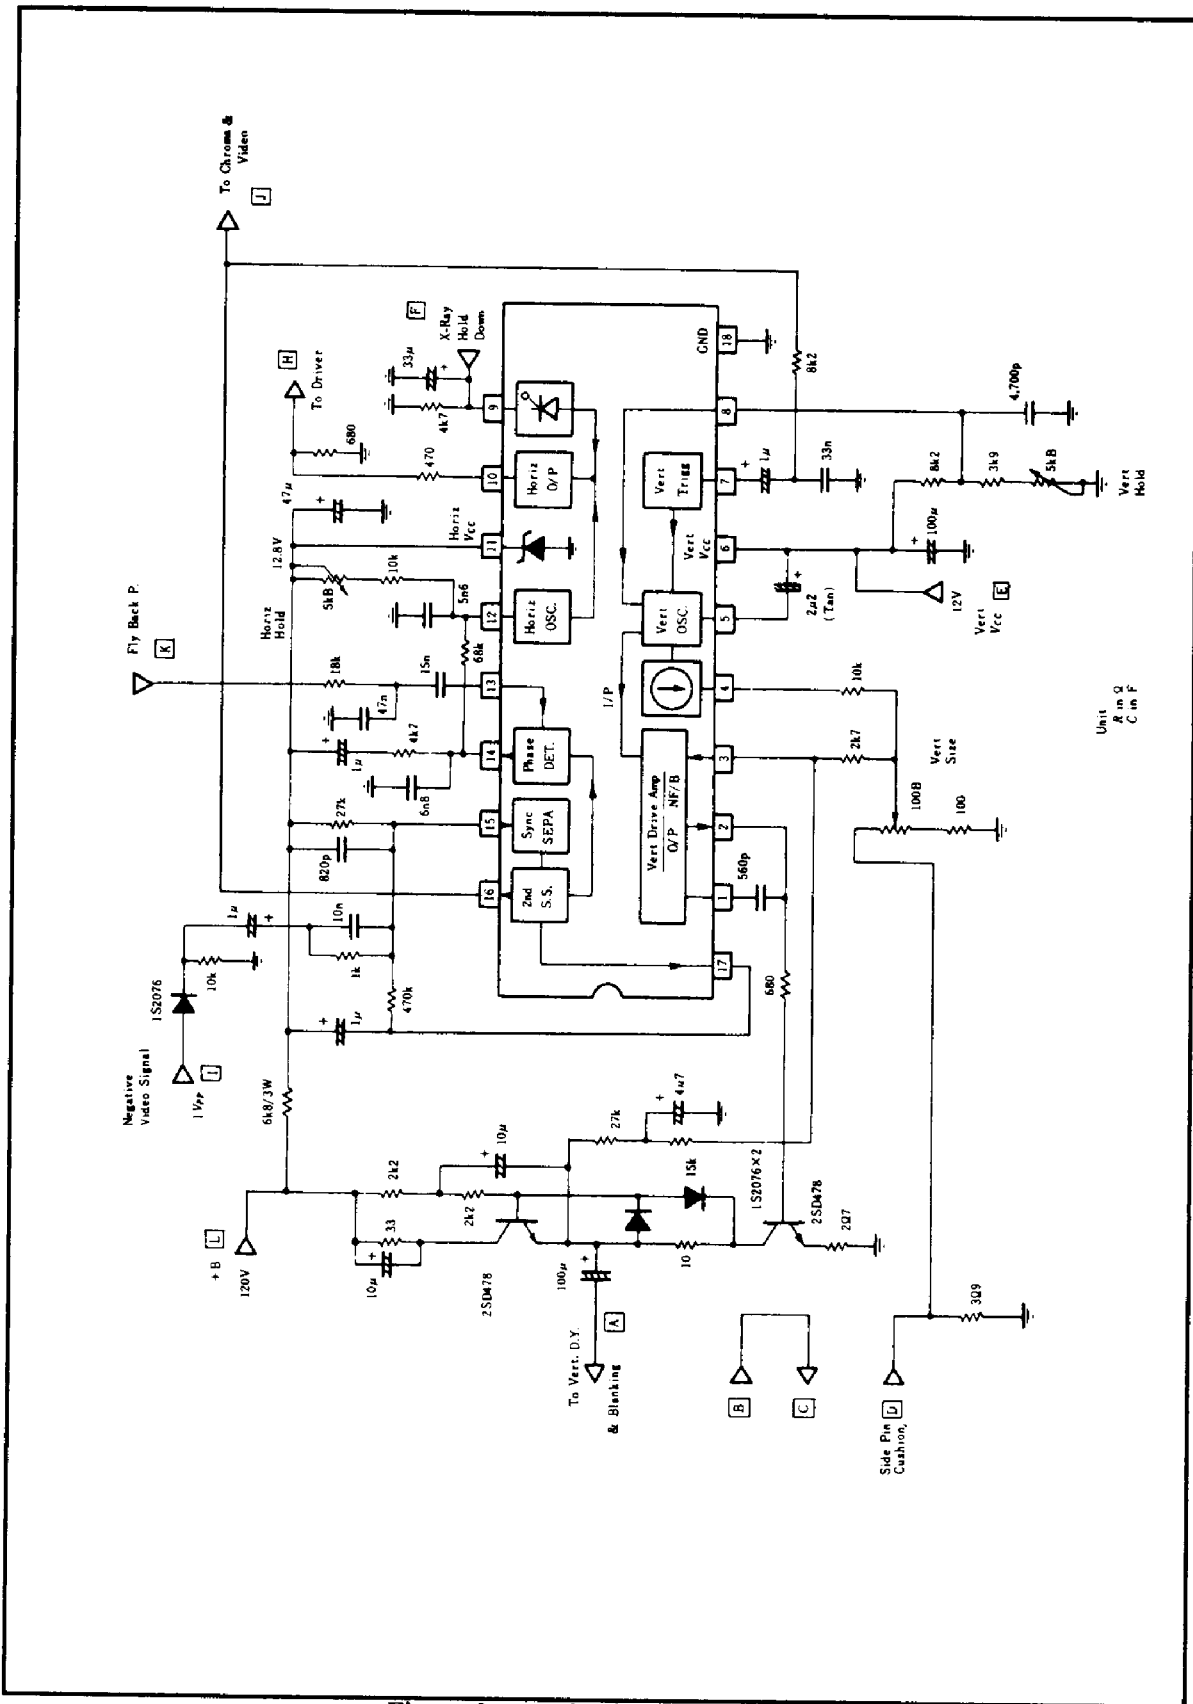 To Chroma &
Video
J
Fly Back P.
K
H
To Driver
F
X-Ray
Hold
Down
33μ
+
4k7
680
470
47μ
+
12.8V
Horiz
VCC
Horiz
Hold
5kB
10k
5n6
68k
18k
15n
47n
1μ
+
4k7
6n8
27k
820p
1μ
+
10n
1k
470k
1μ
+
1S2076
10k
Negative
Video Signal
1 VPP
I
6k8/3W
9
10
11
12
13
14
15
16
Horiz
O/P
Horiz
OSC.
Phase
DET.
Sync
SEPA
2nd
S.S.
GND
18
Vert
Trigg
Vert
VCC
Vert
OSC.
I/P
Vert Drive Amp
O/P
NF/B
8
7
6
5
4
3
2
1
17
8k2
1μ
+
33n
4,700p
8k2
3k9
5kB
Vert
Hold
100μ
+
2μ2
(Tan)
+
12V
E
Vert
Vcc
10k
2k7
Vert
Size
100B
100
560p
680
Unit
R in Ω
C in F
+B
L
120V
2k2
33
10μ
+
2k2
10μ
+
27k
4μ7
+
15k
2SD478
100μ
+
10
1S2076×2
2SD478
2Ω7
To Vert. D.Y.
& Blanking
A
B
C
Side Pin
Cushion,
D
3Ω9